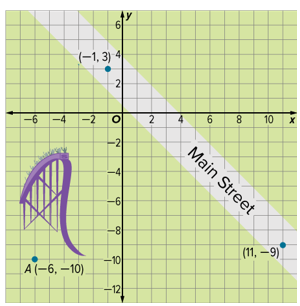 y
6
4
(−1, 3)
2
−6 −4 −2 O 2 4 6 8 10 x
−2
−4
Main Street
−6
−8
(11, −9)
−10
A (−6, −10)
−12